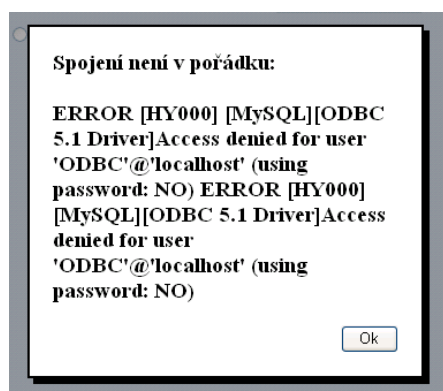 Spojení není v pořádku:
ERROR [HY000] [MySQL][ODBC
5.1 Driver]Access denied for user
'ODBC'@'localhost' (using
password: NO) ERROR [HY000]
[MySQL][ODBC 5.1 Driver]Access
denied for user
'ODBC'@'localhost' (using
password: NO)
Ok